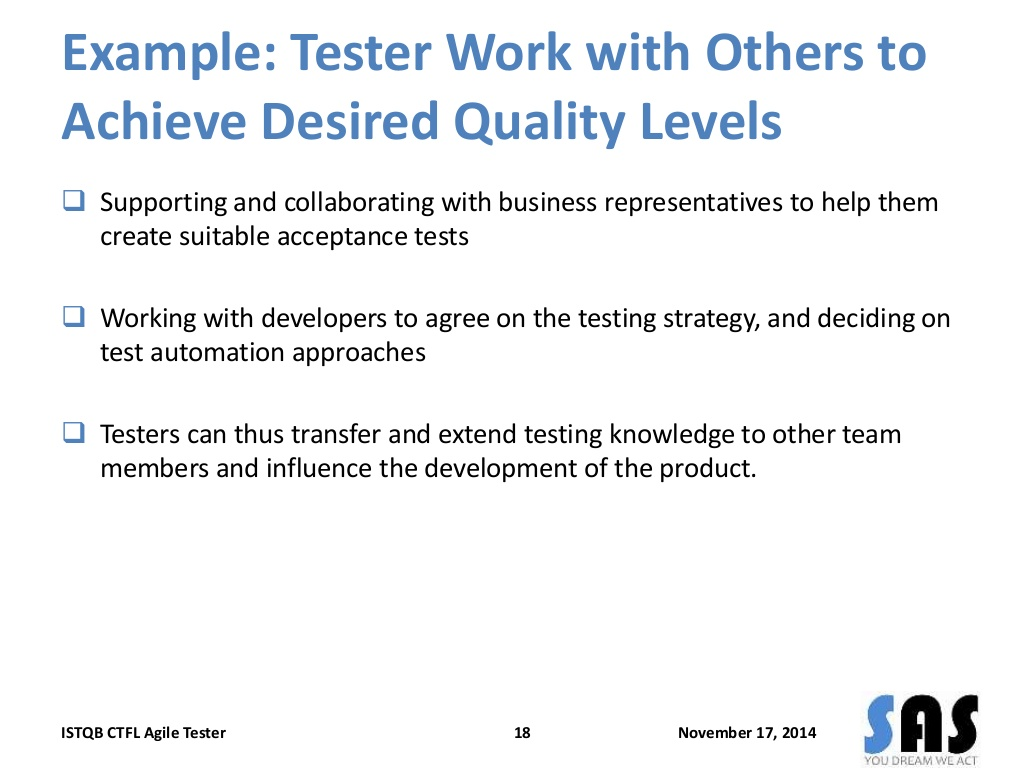 Example: Tester Work with Others to
Achieve Desired Quality Levels
❑ Supporting and collaborating with business representatives to help them
create suitable acceptance tests
❑ Working with developers to agree on the testing strategy, and deciding on
test automation approaches
❑ Testers can thus transfer and extend testing knowledge to other team
members and influence the development of the product.
ISTQB CTFL Agile Tester 18 November 17, 2014
SAS
YOU DREAM WE ACT